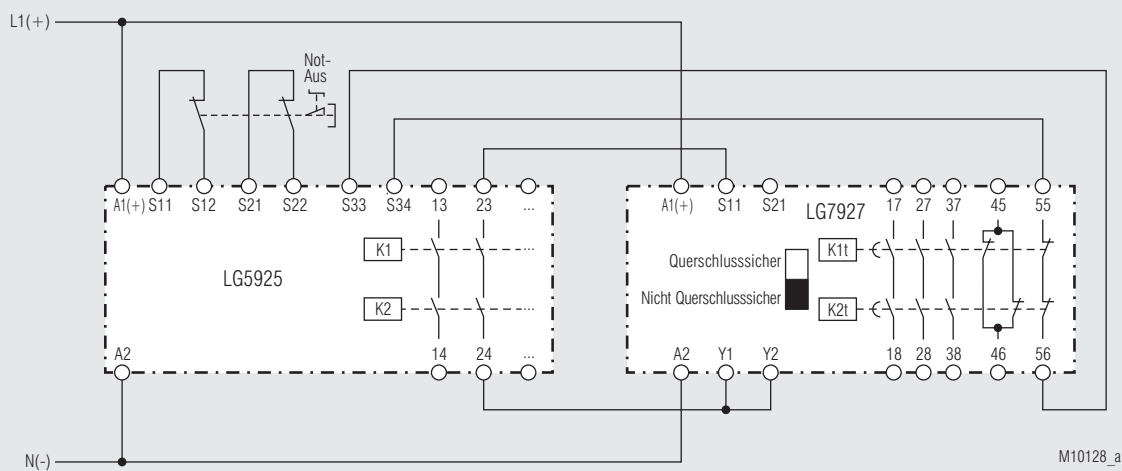 L1(+)
Not-
Aus
A1(+) S11 S12 S21 S22 S33 S34 13 23 ...
A1(+) S11 S21 LG7927 17 27 37 45 55
K1 ...
Querschlusssicher K1t
LG5925
Nicht Querschlusssicher K2t
K2 ...
A2 14 24 ...
A2 Y1 Y2 18 28 38 46 56
N(-)
M10128_a